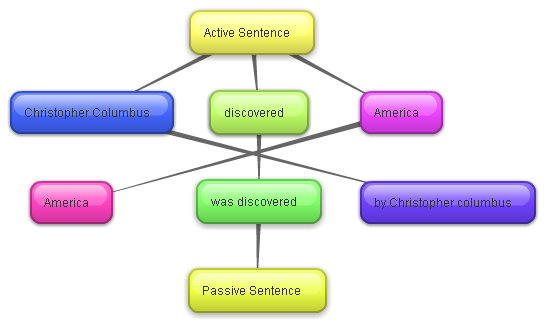 Active Sentence
Christopher Columbus
discovered
America
America
was discovered
by Christopher columbus
Passive Sentence